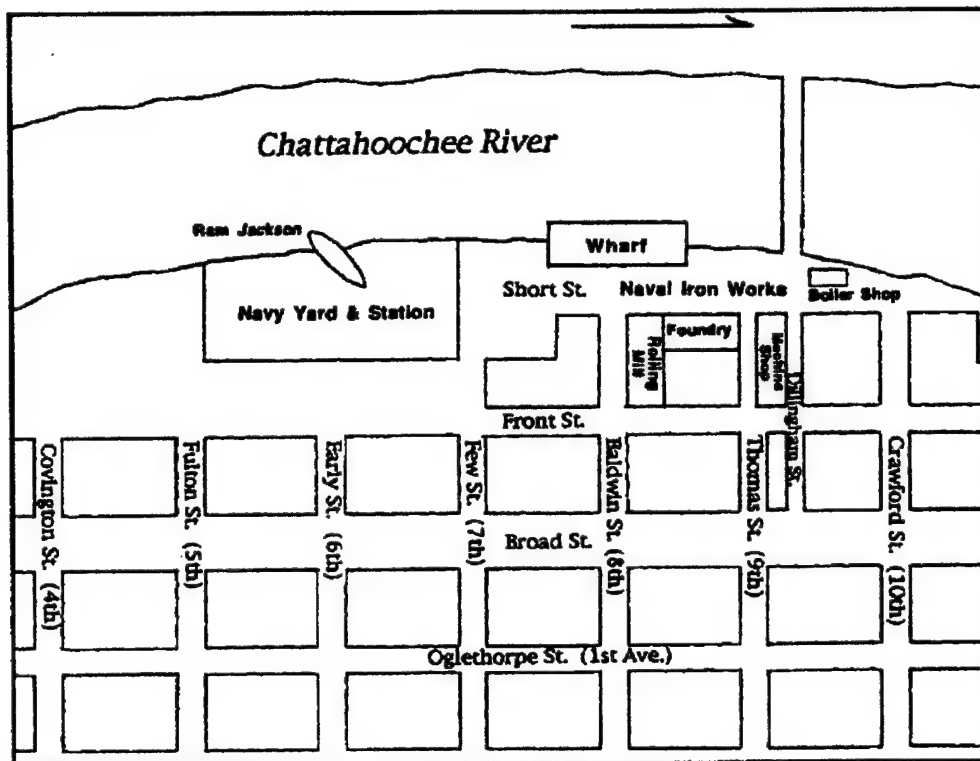 Chattahoochee River
Ram Jackson
Wharf
Navy Yard & Station
Short St.
Naval Iron Works
Boiler Shop
Rolling
Mill
Foundry
Machine
Shop
Dillingham St.
Front St.
Covington St. (4th)
Fulton St. (5th)
Early St. (6th)
Few St. (7th)
Baldwin St. (8th)
Thomas St. (9th)
Crawford St. (10th)
Broad St.
Oglethorpe St. (1st Ave.)